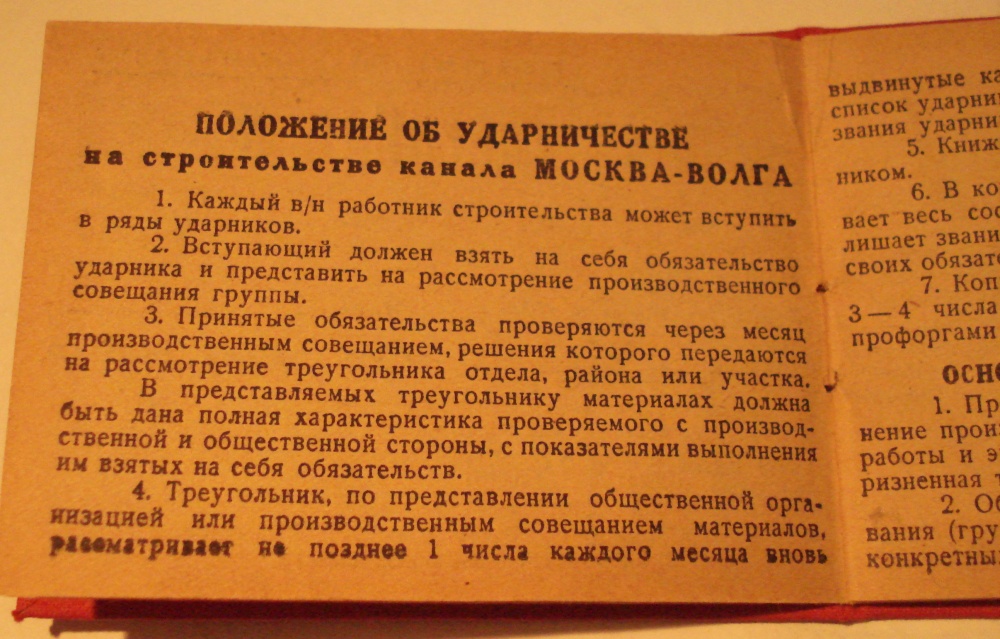 ПОЛОЖЕНИЕ ОБ УДАРНИЧЕСТВЕ
на строительстве канала МОСКВА-ВОЛГА
1. Каждый в/н работник строительства может вступить
в ряды ударников.
2. Вступающий должен взять на себя обязательство
ударника и представить на рассмотрение производственного
совещания группы.
3. Принятые обязательства проверяются через месяц
производственным совещанием, решения которого передаются
на рассмотрение треугольника отдела, района или участка.
В представляемых треугольнику материалах должна
быть дана полная характеристика проверяемого с производ-
ственной и общественной стороны, с показателями выполнения
им взятых на себя обязательств.
4. Треугольник, по представлении общественной орга-
низацией или производственным совещанием материалов,
рассматривает не позднее 1 числа каждого месяца вновь
выдвинутые ка
список ударни
звания ударни
5. Книж
ником.
6. В ко
вает весь сос
лишает звани
своих обязате
7. Коп
3—4 числа
профоргами
ОСНО
1. Пр
нение произ
работы и э
ризненная т
2. Ос
вания (гру
конкретны